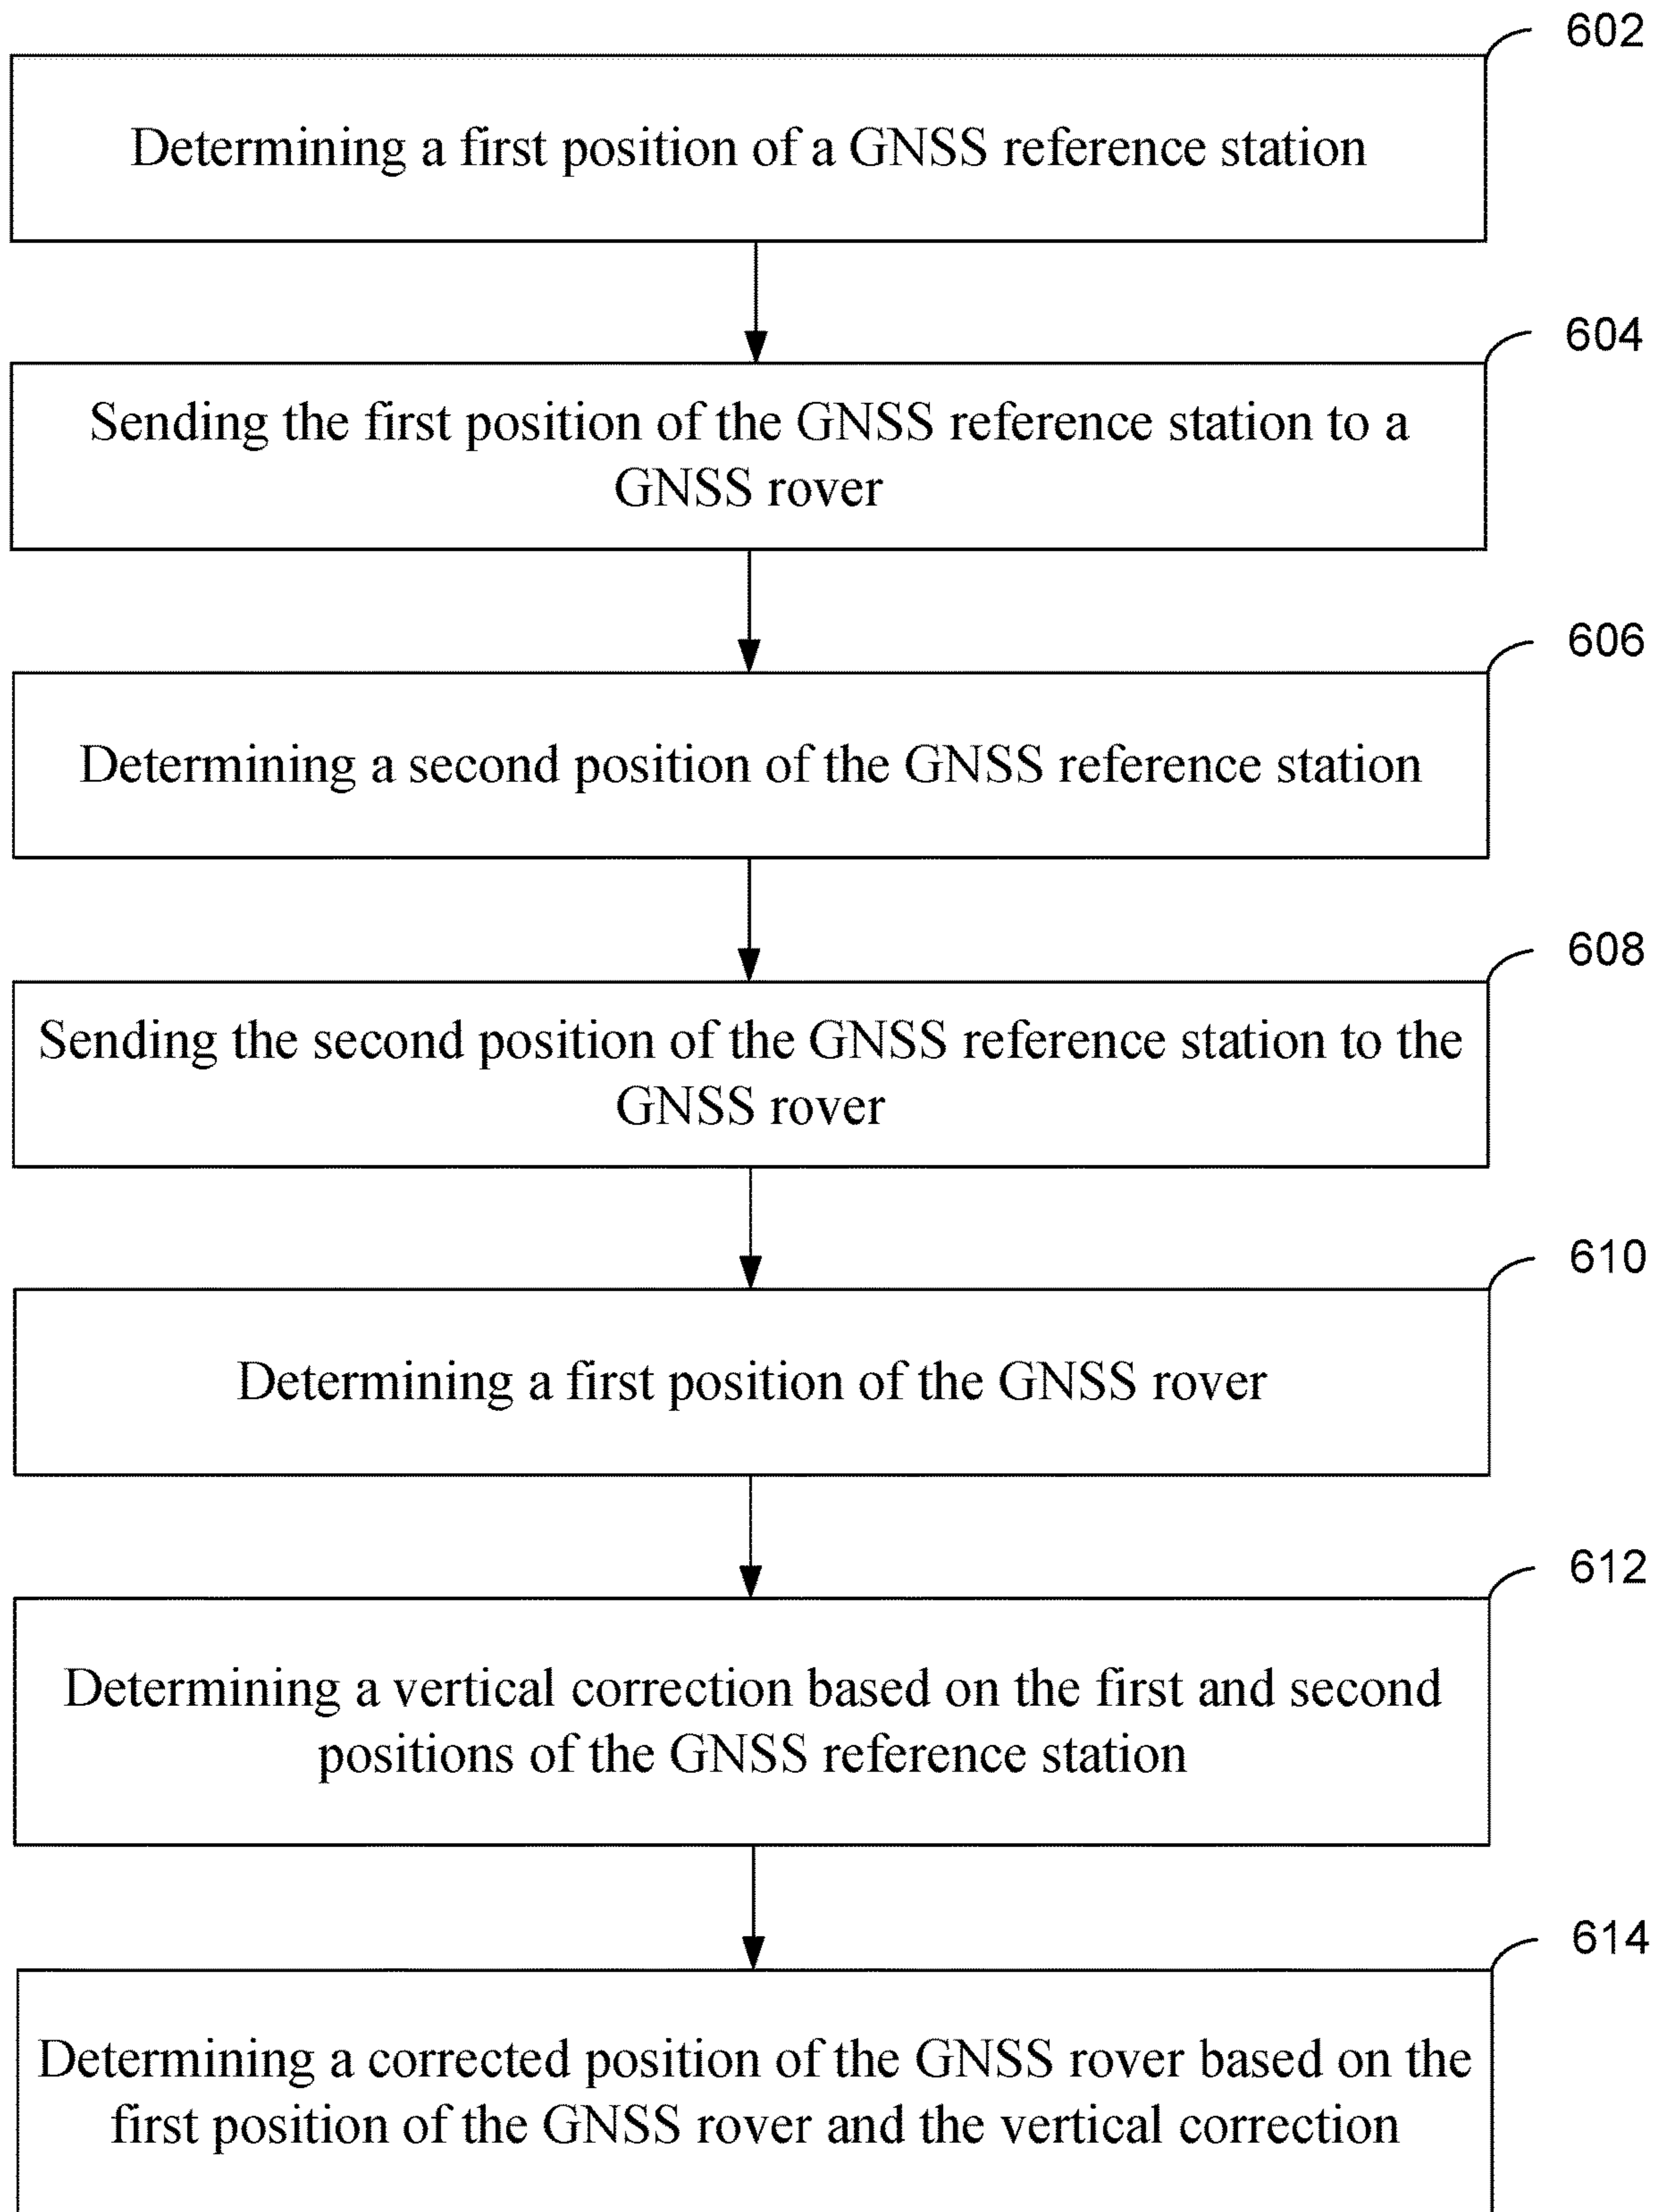 602
Determining a first position of a GNSS reference station
604
Sending the first position of the GNSS reference station to a
GNSS rover
606
Determining a second position of the GNSS reference station
608
Sending the second position of the GNSS reference station to the
GNSS rover
610
Determining a first position of the GNSS rover
612
Determining a vertical correction based on the first and second
positions of the GNSS reference station
614
Determining a corrected position of the GNSS rover based on the
first position of the GNSS rover and the vertical correction